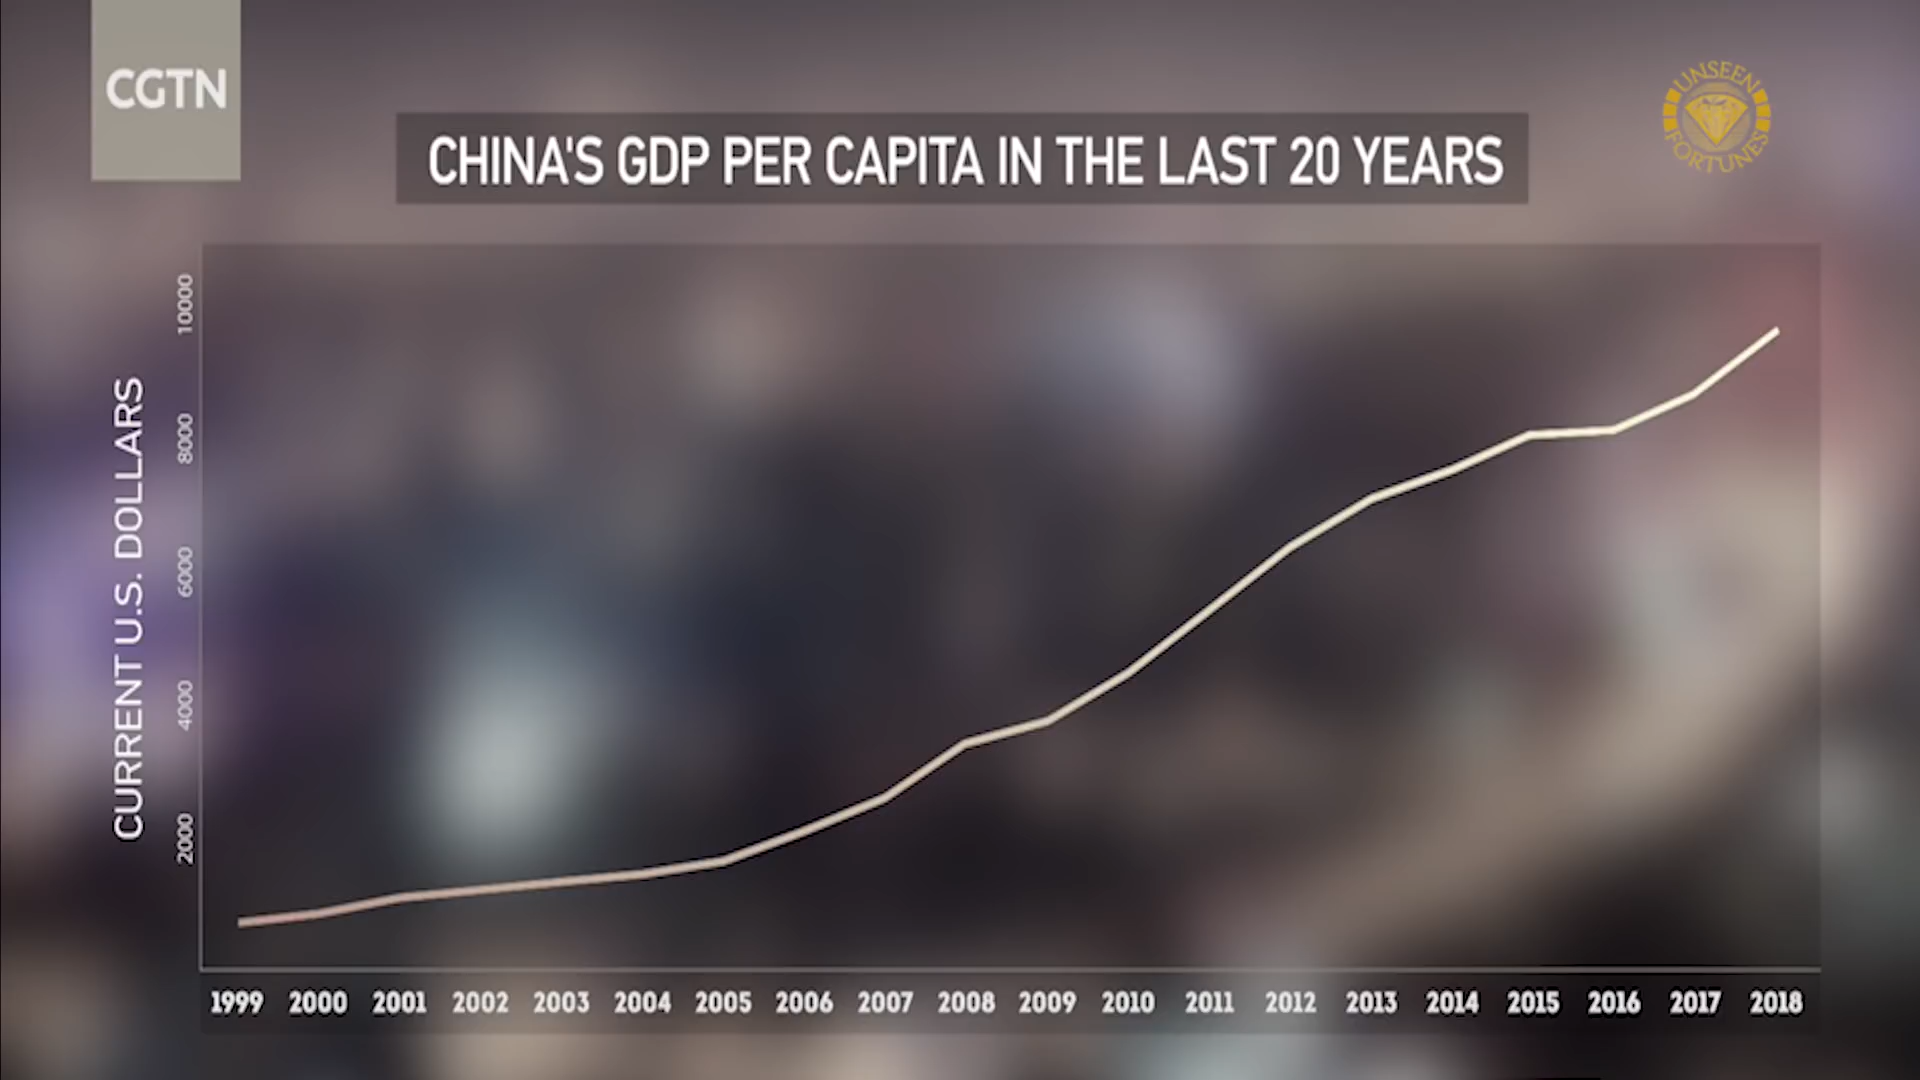 CGTN
UNSEEN
FORTUNES
CHINA'S GDP PER CAPITA IN THE LAST 20 YEARS
CURRENT U.S. DOLLARS
10000
8000
6000
4000
2000
1999 2000 2001 2002 2003 2004 2005 2006 2007 2008 2009 2010 2011 2012 2013 2014 2015 2016 2017 2018